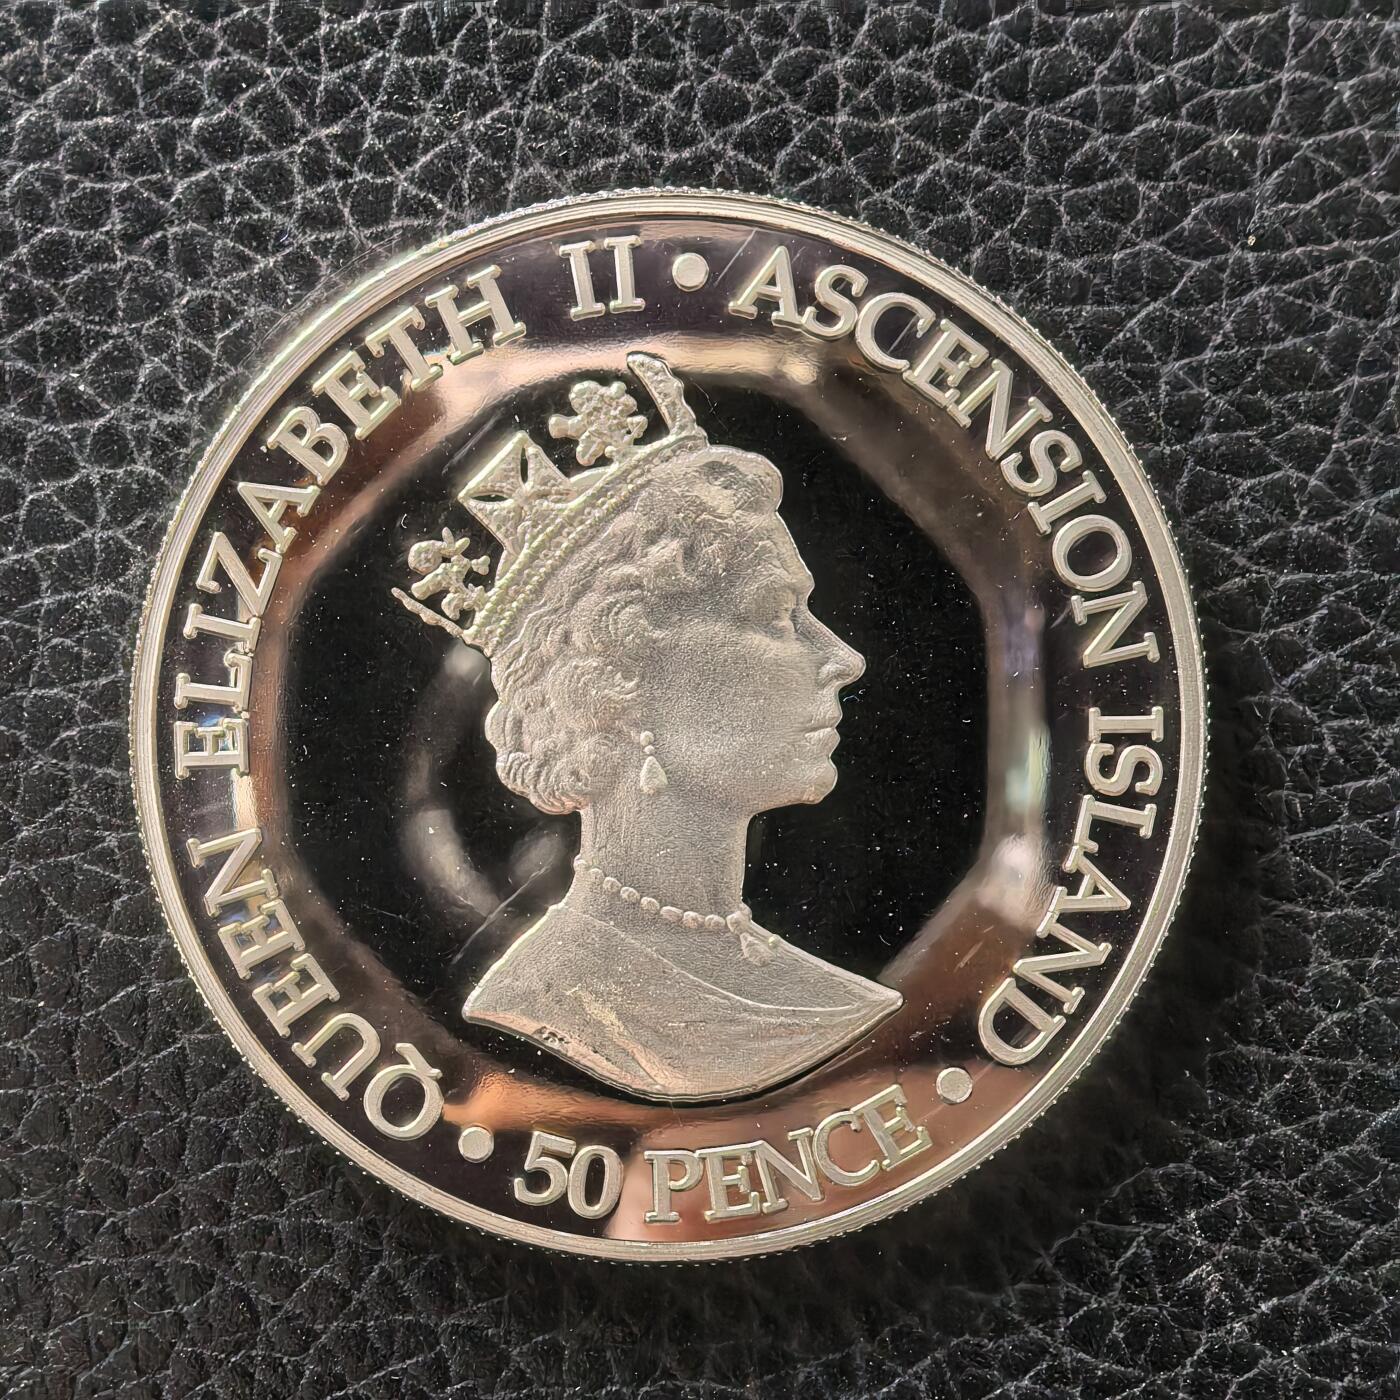 QUEEN ELIZABETH II • ASCENSION ISLAND
• 50 PENCE •